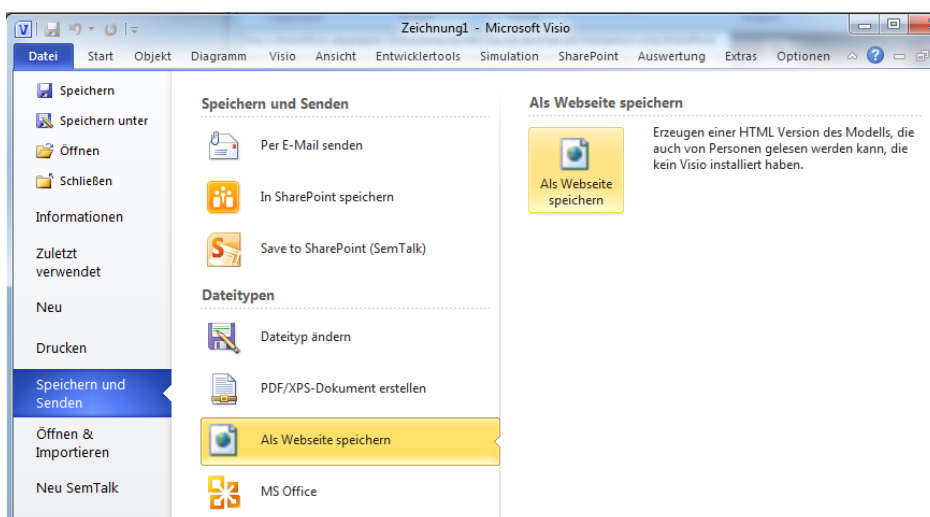 Zeichnung1 - Microsoft Visio
Datei Start Objekt Diagramm Visio Ansicht Entwicklertools Simulation SharePoint Auswertung Extras Optionen
Speichern
Speichern unter
Öffnen
Schließen
Informationen
Zuletzt
verwendet
Neu
Drucken
Speichern und
Senden
Öffnen &
Importieren
Neu SemTalk
Speichern und Senden
Per E-Mail senden
In SharePoint speichern
Save to SharePoint (SemTalk)
Dateitypen
Dateityp ändern
PDF/XPS-Dokument erstellen
Als Webseite speichern
MS Office
Als Webseite speichern
Als Webseite
speichern
Erzeugen einer HTML Version des Modells, die
auch von Personen gelesen werden kann, die
kein Visio installiert haben.